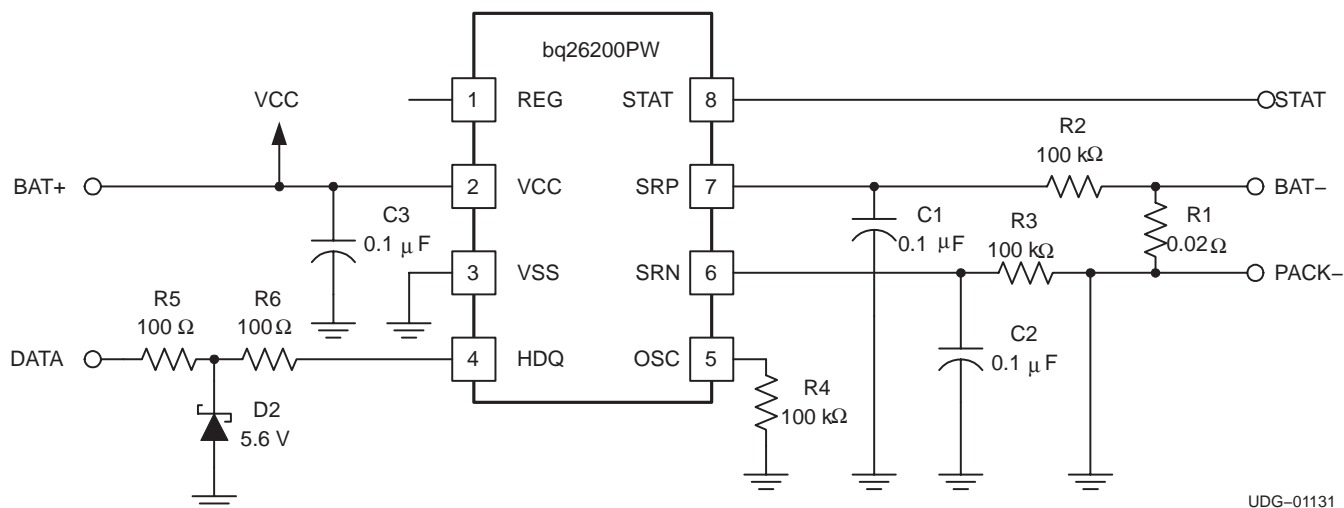 bq26200PW
VCC
1 REG STAT 8
STAT
R2
100 kΩ
BAT+
2 VCC SRP 7
BAT–
C3
0.1 μF
C1
0.1 μF
R3
100 kΩ
R1
0.02 Ω
3 VSS SRN 6
PACK–
R5
100 Ω
R6
100 Ω
DATA
4 HDQ OSC 5
C2
0.1 μF
R4
100 kΩ
D2
5.6 V
UDG–01131